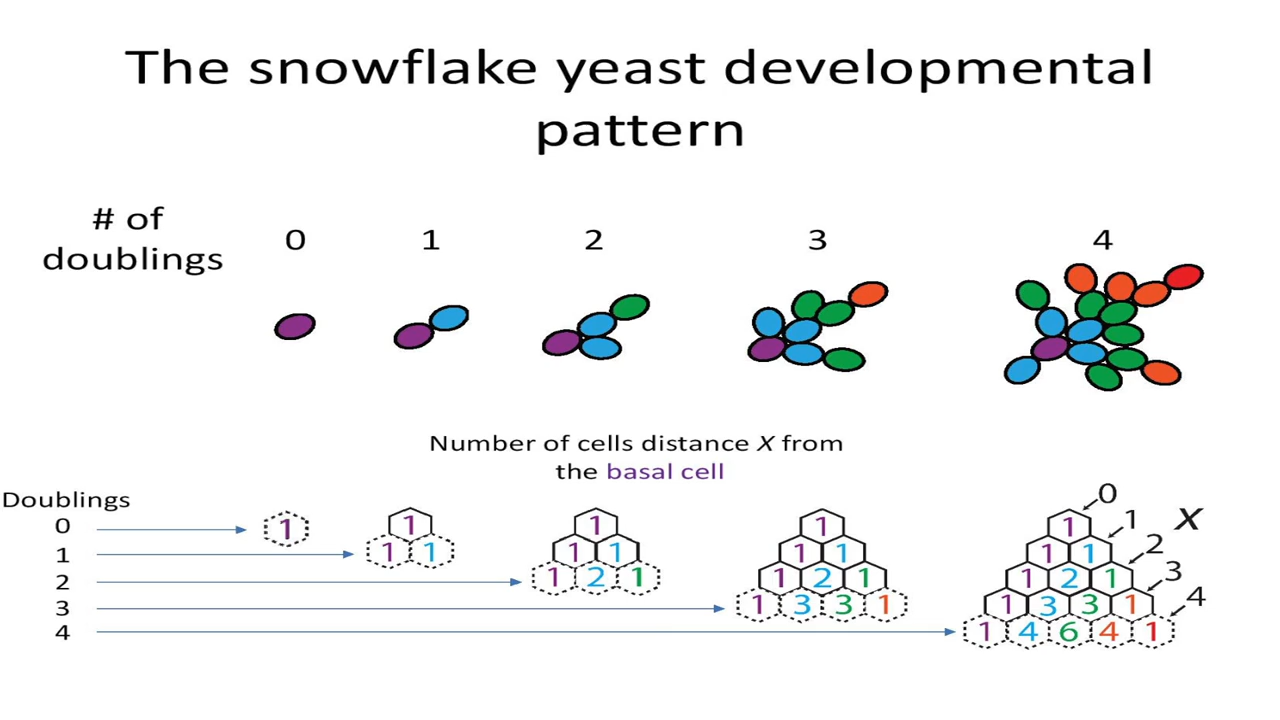 The snowflake yeast developmental
pattern
# of
doublings
0 1 2 3 4
Number of cells distance X from
the basal cell
Doublings
0
1
2
3
4
1
1
1 1
1
1 1
1 2 1
1
1 1
1 2 1
1 3 3 1
1
1 1
1 2 1
1 3 3 1
1 4 6 4 1
0
1
2
3
4
X